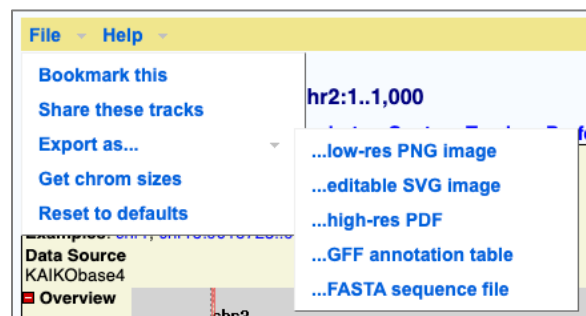 File Help
Bookmark this
Share these tracks
Export as...
Get chrom sizes
Reset to defaults
hr2:1..1,000
...low-res PNG image
...editable SVG image
...high-res PDF
...GFF annotation table
...FASTA sequence file
Data Source
KAIKObase4
Overview